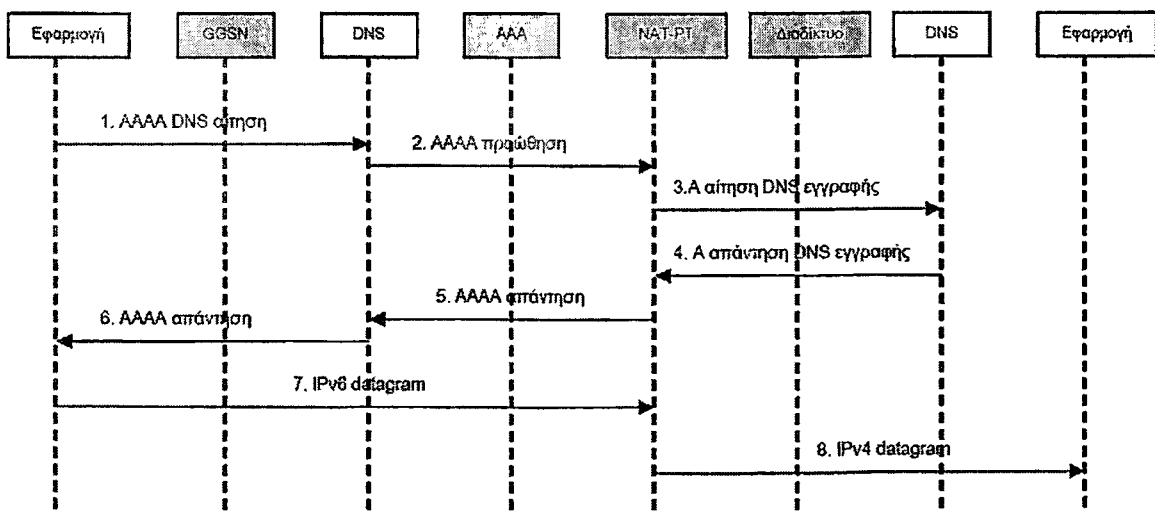 Εφαρμογή
GGSN
DNS
AAA
NAT-PT
Διαδίκτυο
DNS
Εφαρμογή
1. AAAA DNS αίτηση
2. AAAA προώθηση
3.A αίτηση DNS εγγραφής
4. A απάντηση DNS εγγραφής
5. AAAA απάντηση
6. AAAA απάντηση
7. IPv6 datagram
8. IPv4 datagram